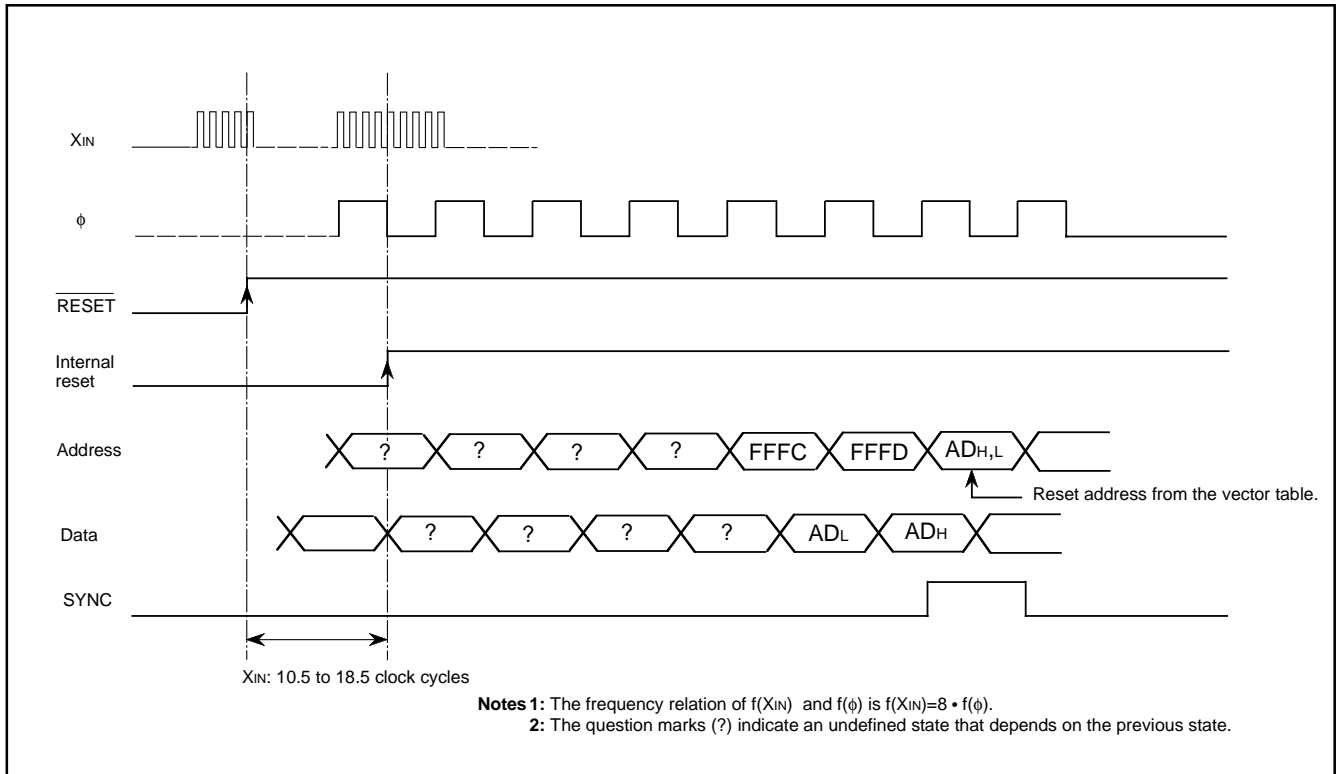 XIN
ϕ
RESET
Internal
reset
Address
? ? ? ? FFFC FFFD ADH,L
Reset address from the vector table.
Data
? ? ? ? ADL ADH
SYNC
XIN: 10.5 to 18.5 clock cycles
Notes 1: The frequency relation of f(XIN) and f(ϕ) is f(XIN)=8 • f(ϕ).
2: The question marks (?) indicate an undefined state that depends on the previous state.